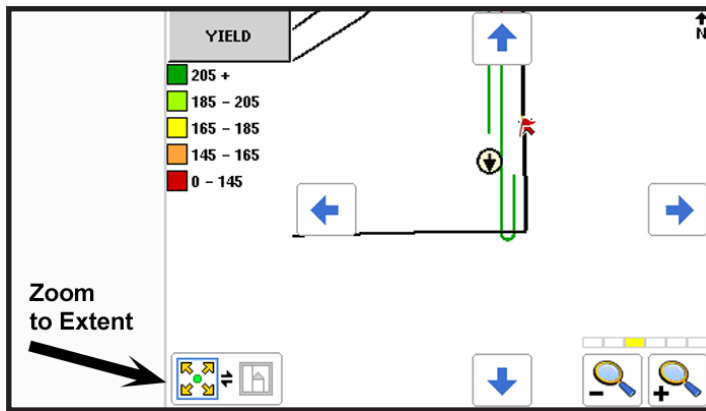 YIELD
N
205 +
185 - 205
165 - 185
145 - 165
0 - 145
Zoom
to Extent
- +